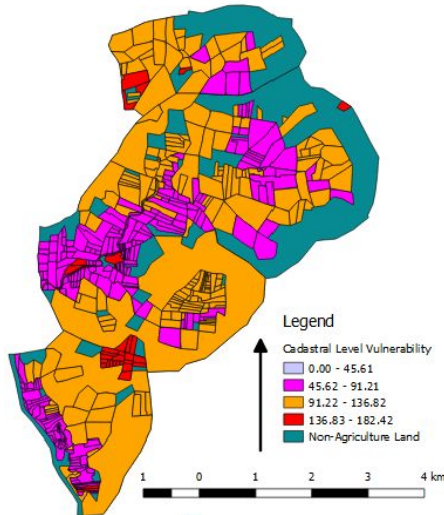 Legend
Cadastral Level Vulnerability
0.00 - 45.61
45.62 - 91.21
91.22 - 136.82
136.83 - 182.42
Non-Agriculture Land
1 0 1 2 3 4 km